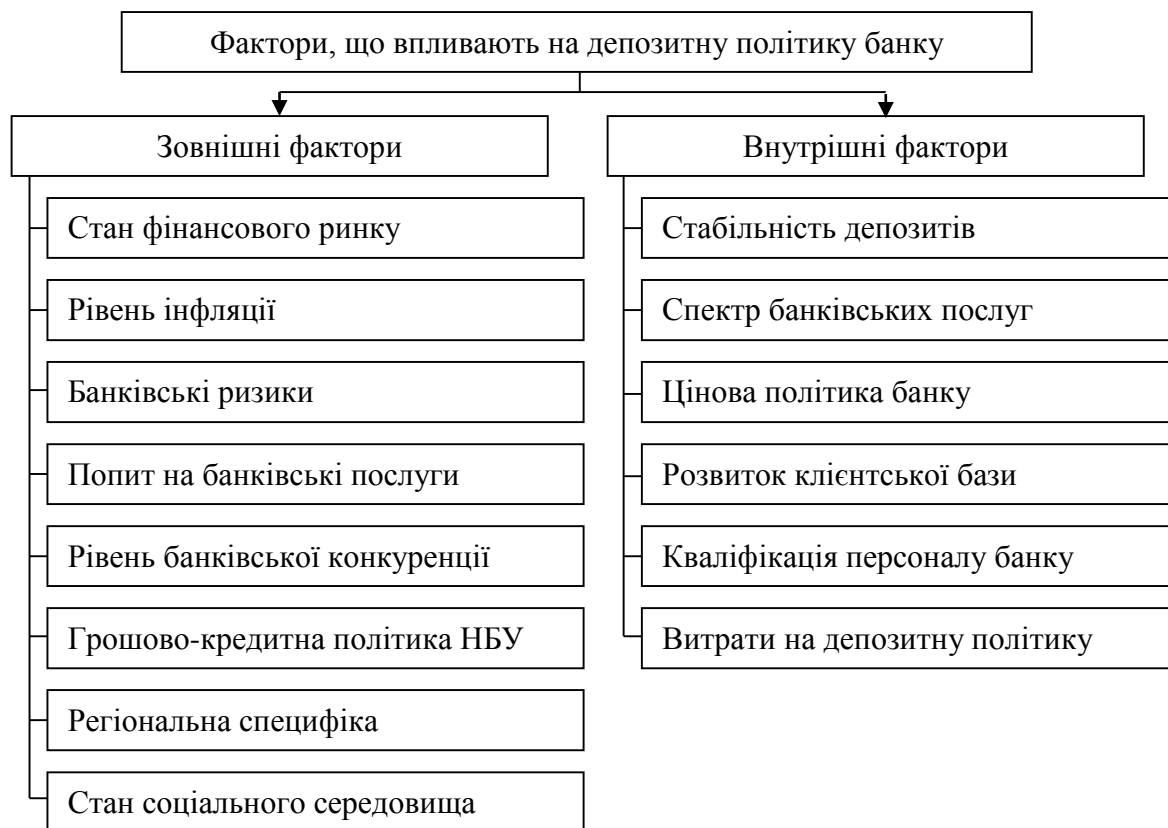 Фактори, що впливають на депозитну політику банку
Зовнішні фактори
Стан фінансового ринку
Рівень інфляції
Банківські ризики
Попит на банківські послуги
Рівень банківської конкуренції
Грошово-кредитна політика НБУ
Регіональна специфіка
Стан соціального середовища
Внутрішні фактори
Стабільність депозитів
Спектр банківських послуг
Цінова політика банку
Розвиток клієнтської бази
Кваліфікація персоналу банку
Витрати на депозитну політику